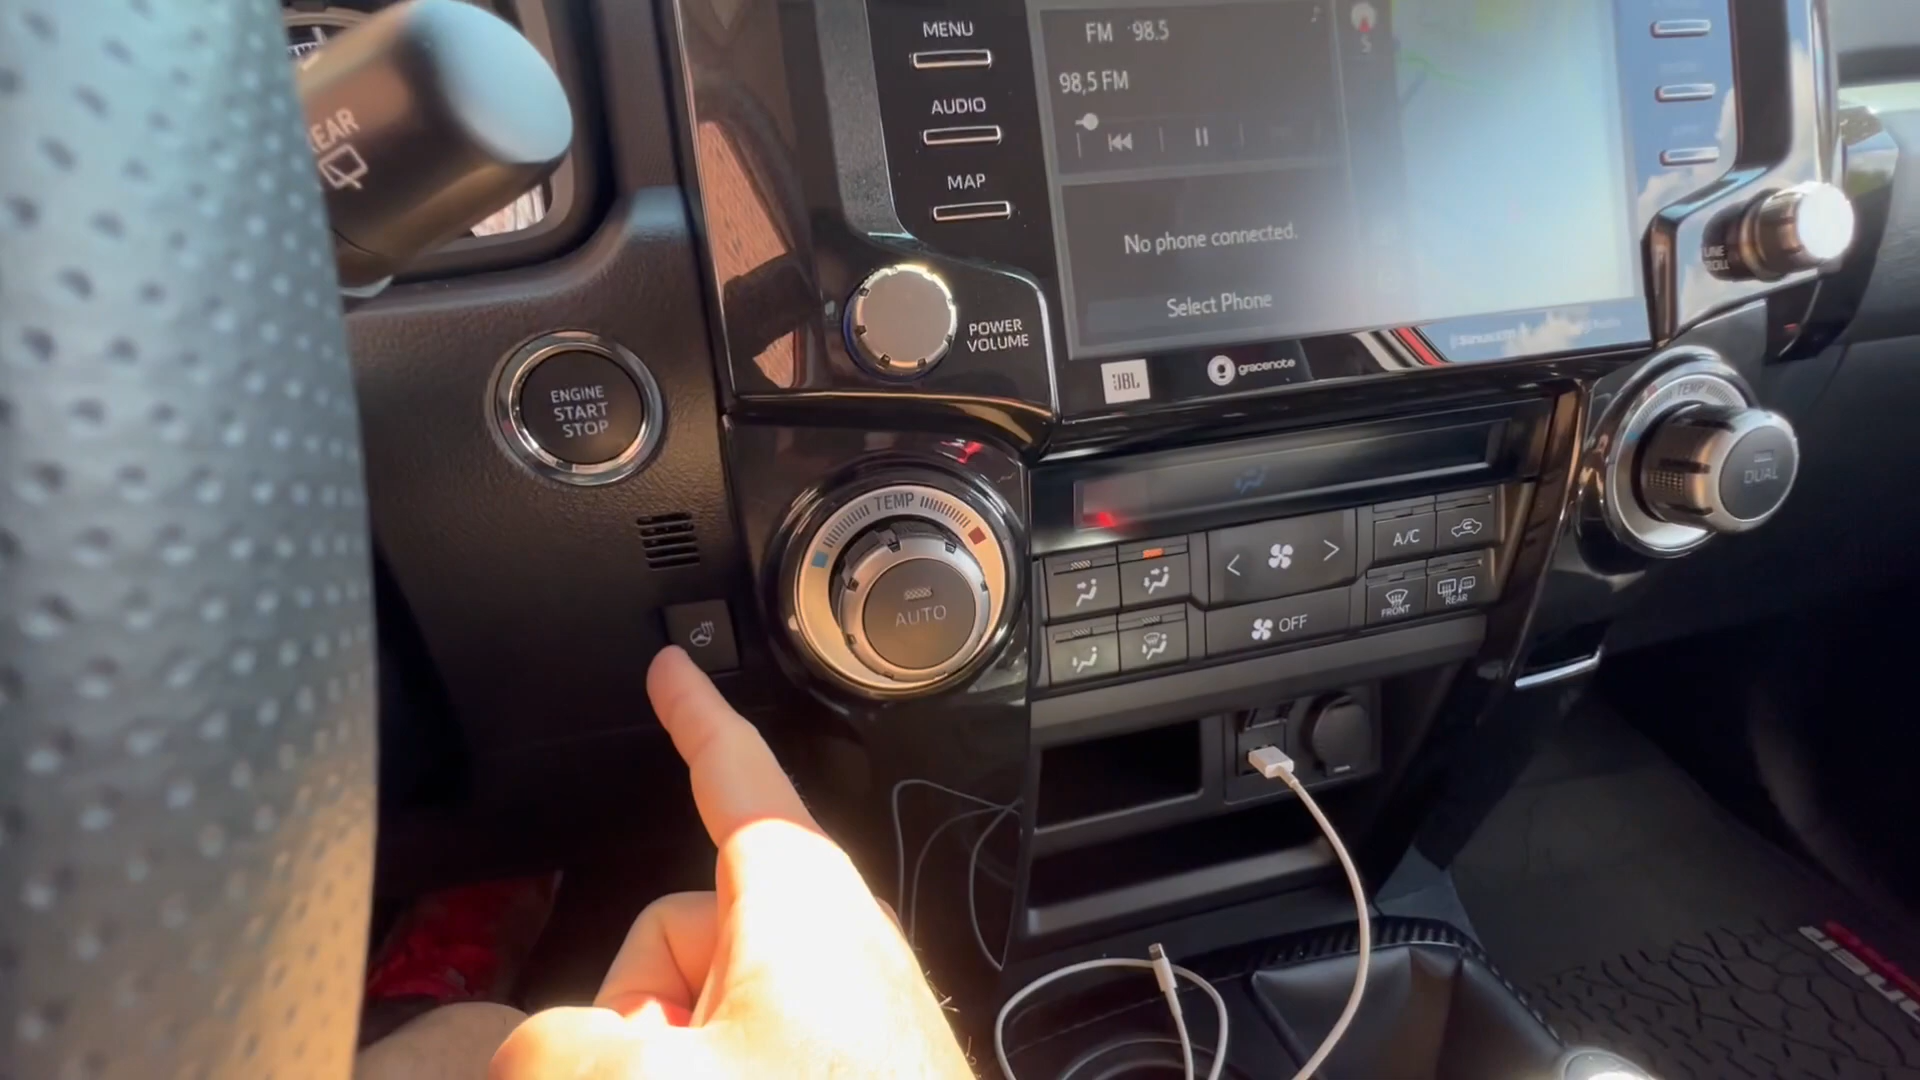 MENU
AUDIO
MAP
POWER
VOLUME
FM 98.5
98,5 FM
No phone connected.
Select Phone
JBL
gracenote
REAR
ENGINE
START
STOP
TEMP
AUTO
OFF
A/C
FRONT
REAR
TEMP
DUAL
S